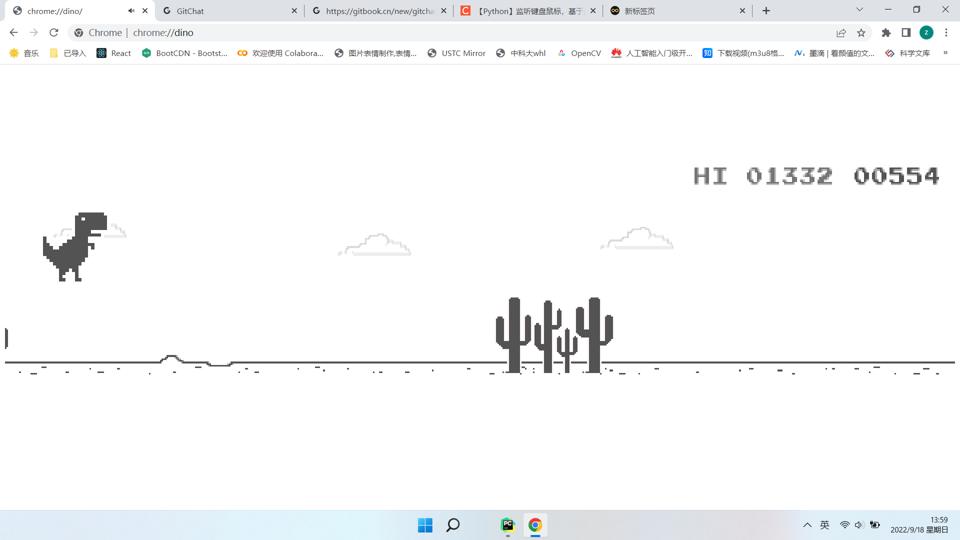 chrome://dino/
GitChat
https://gitbook.cn/new/gitcha
【Python】监听键盘鼠标，基于
新标签页
Chrome | chrome://dino
音乐
已导入
React
BootCDN - Bootst...
欢迎使用 Colabora...
图片表情制作,表情...
USTC Mirror
中科大whl
OpenCV
人工智能入门极开...
下载视频(m3u8格...
墨滴 | 看颜值的文...
科学文库
»
HI 01332 00554
英
13:59
2022/9/18 星期日